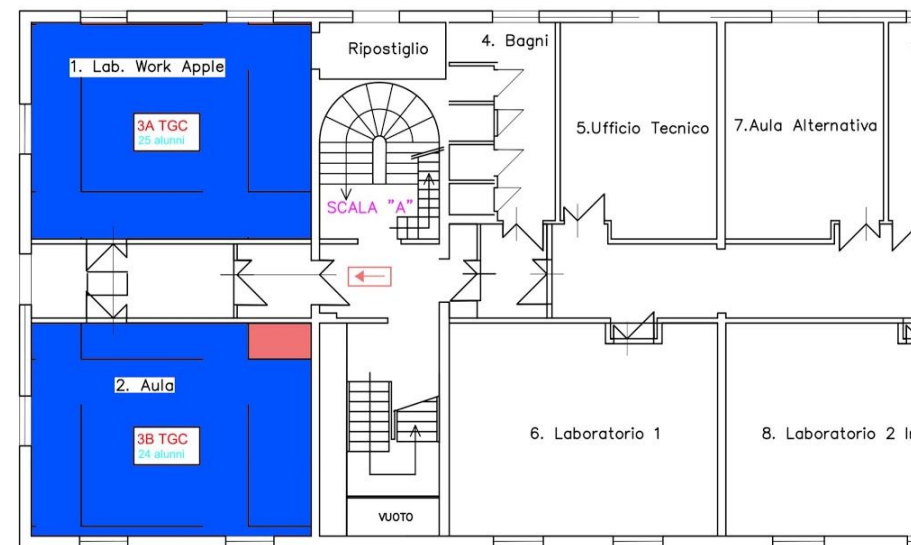 Ripostiglio
4. Bagni
1. Lab. Work Apple
3A TGC
25 alunni
5.Ufficio Tecnico
7.Aula Alternativa
SCALA "A"
2. Aula
3B TGC
24 alunni
6. Laboratorio 1
8. Laboratorio 2
VUOTO